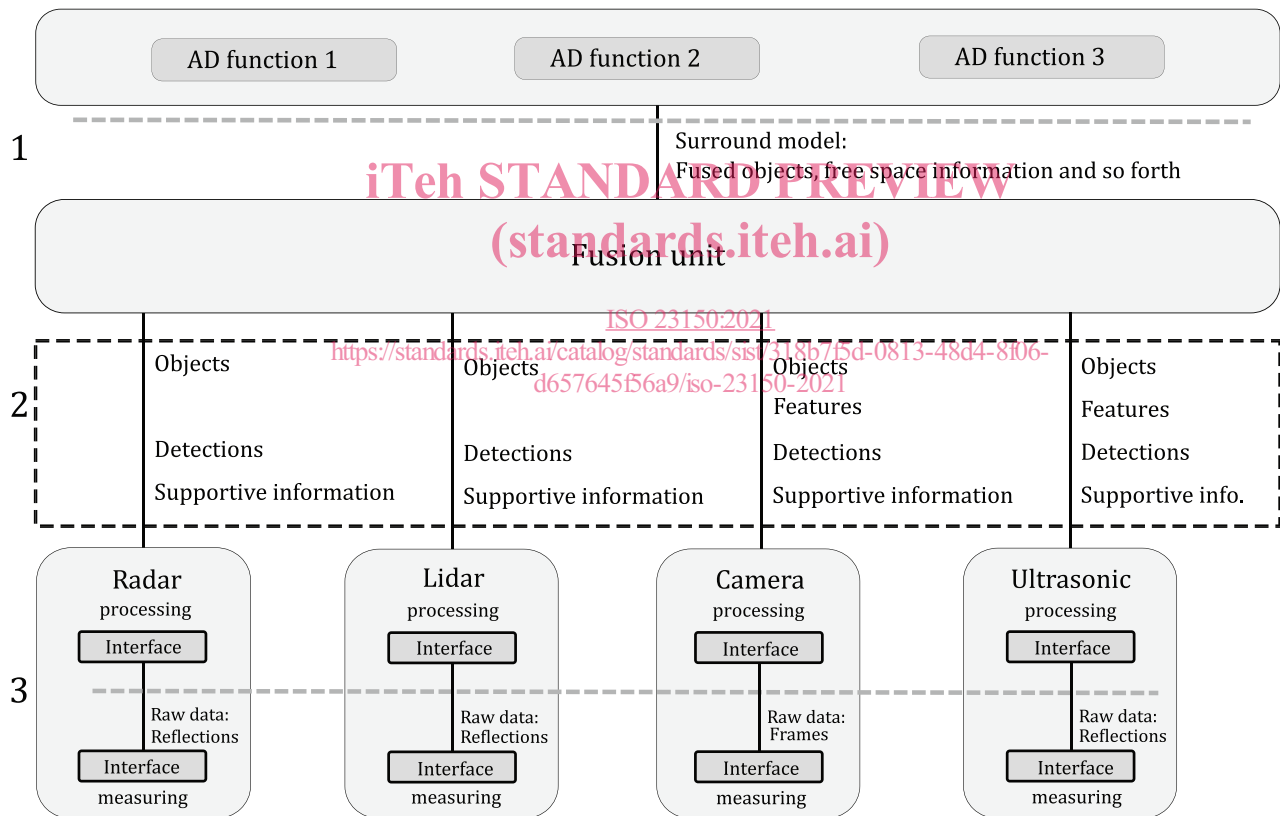 AD function 1
AD function 2
AD function 3
1
Surround model:
Fused objects, free space information and so forth
iTeh STANDARD PREVIEW
(standards.iteh.ai)
Fusion unit
ISO 23150:2021
https://standards.iteh.ai/catalog/standards/sist/318b7f5d-0813-48d4-8f06-
d657645f56a9/iso-23150-2021
2
Objects
Detections
Supportive information
Objects
Detections
Supportive information
Objects
Features
Detections
Supportive information
Objects
Features
Detections
Supportive info.
3
Radar
processing
Interface
Raw data:
Reflections
Interface
measuring
Lidar
processing
Interface
Raw data:
Reflections
Interface
measuring
Camera
processing
Interface
Raw data:
Frames
Interface
measuring
Ultrasonic
processing
Interface
Raw data:
Reflections
Interface
measuring